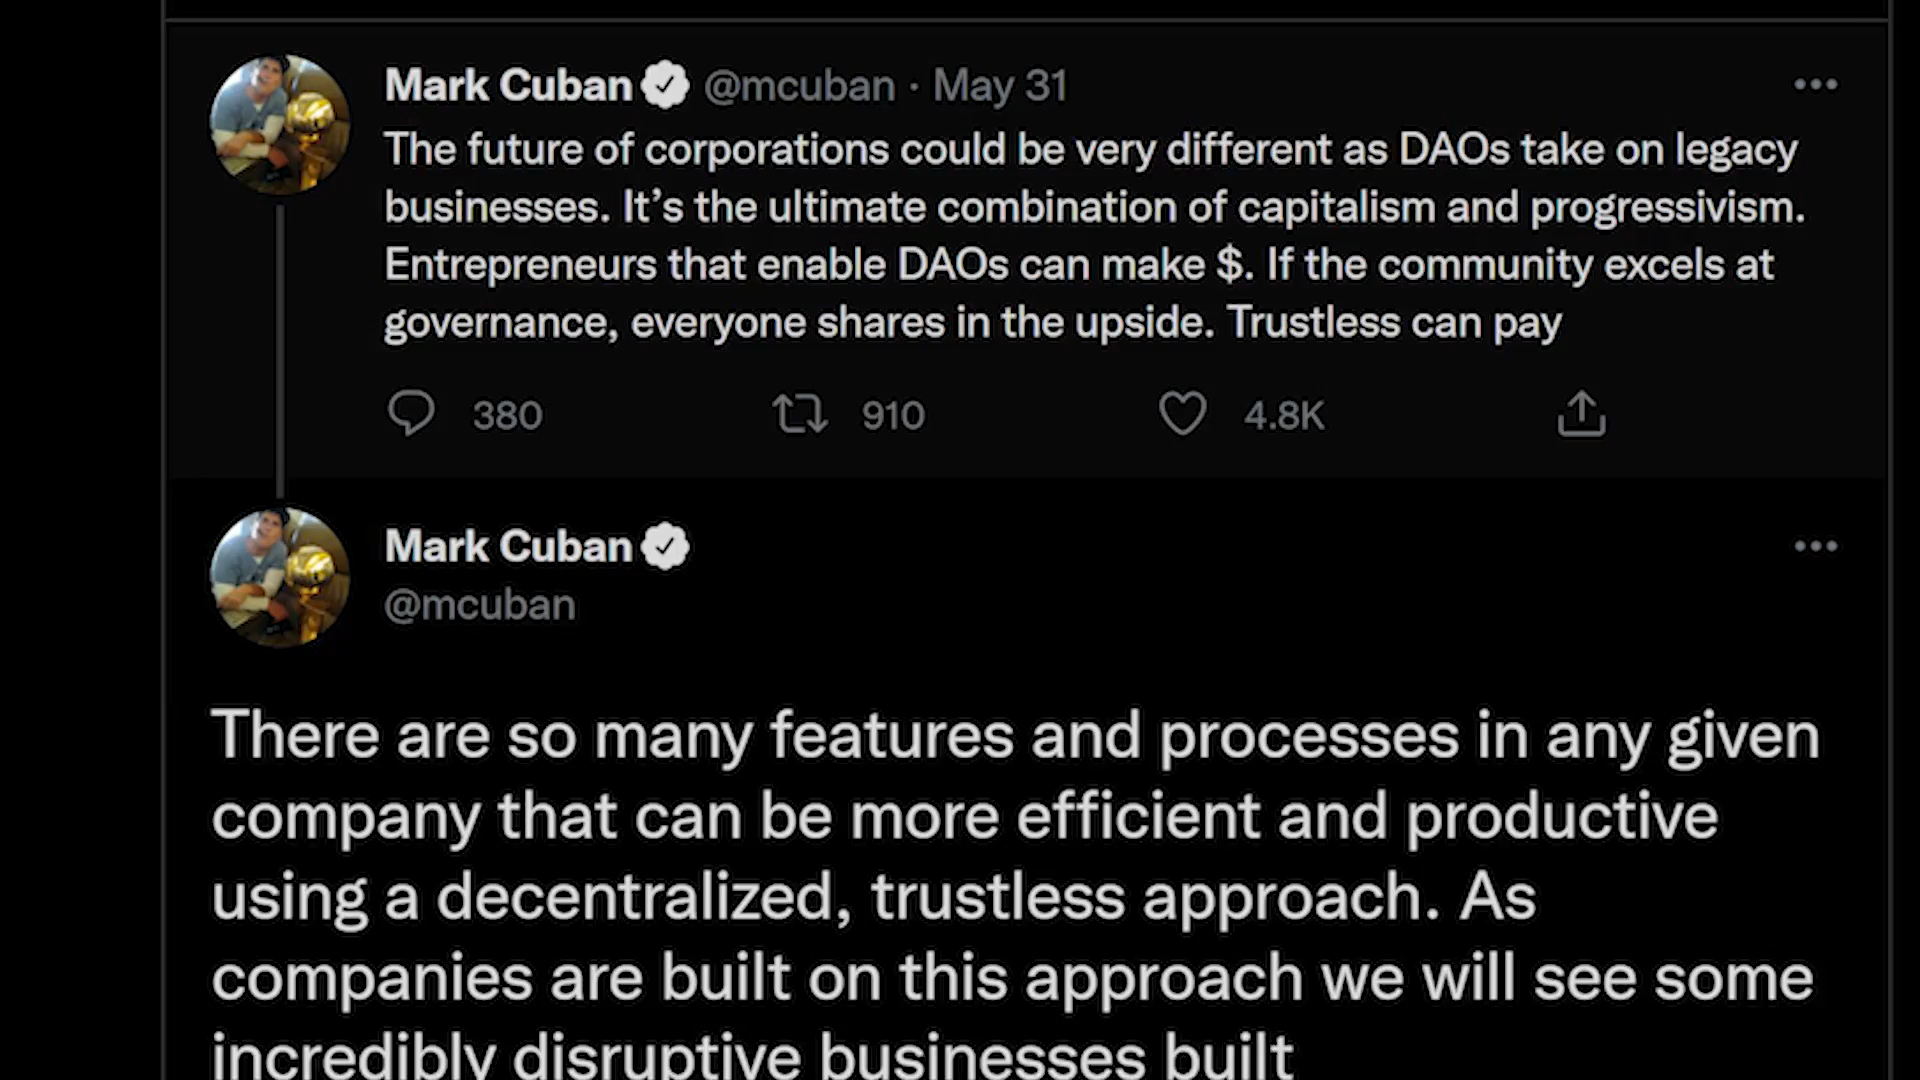 Mark Cuban @mcuban · May 31
The future of corporations could be very different as DAOs take on legacy
businesses. It’s the ultimate combination of capitalism and progressivism.
Entrepreneurs that enable DAOs can make $. If the community excels at
governance, everyone shares in the upside. Trustless can pay
380 910 4.8K
Mark Cuban
@mcuban
There are so many features and processes in any given
company that can be more efficient and productive
using a decentralized, trustless approach. As
companies are built on this approach we will see some
incredibly disruptive businesses built